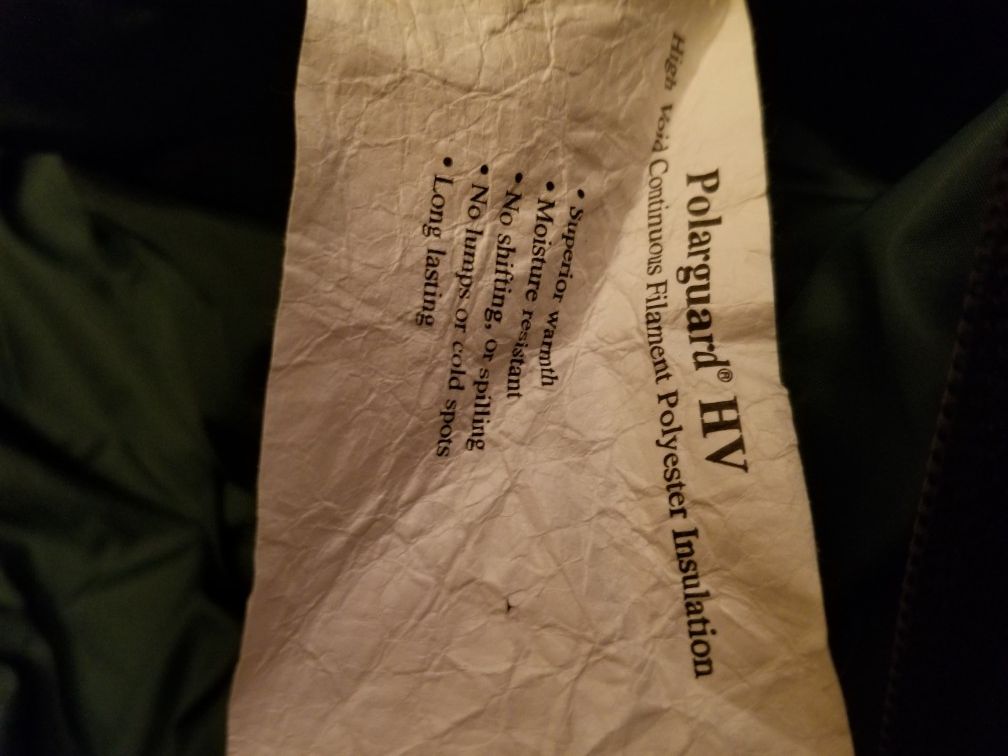 Polarguard® HV
High Void Continuous Filament Polyester Insulation
• Superior warmth
• Moisture resistant
• No shifting, or spilling
• No lumps or cold spots
• Long lasting